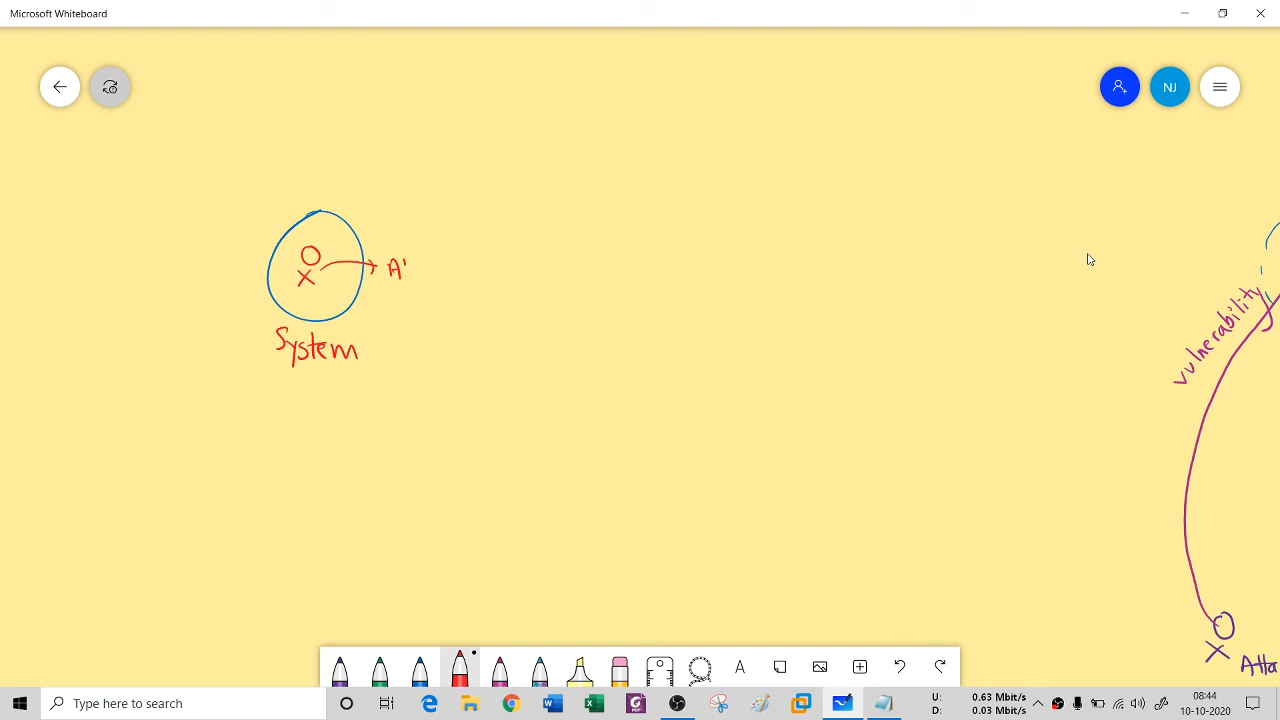 Microsoft Whiteboard
NJ
A'
System
vulnerability
Atta
A
Type here to search
U: 0.63 Mbit/s
D: 0.03 Mbit/s
08:44
10-10-2020